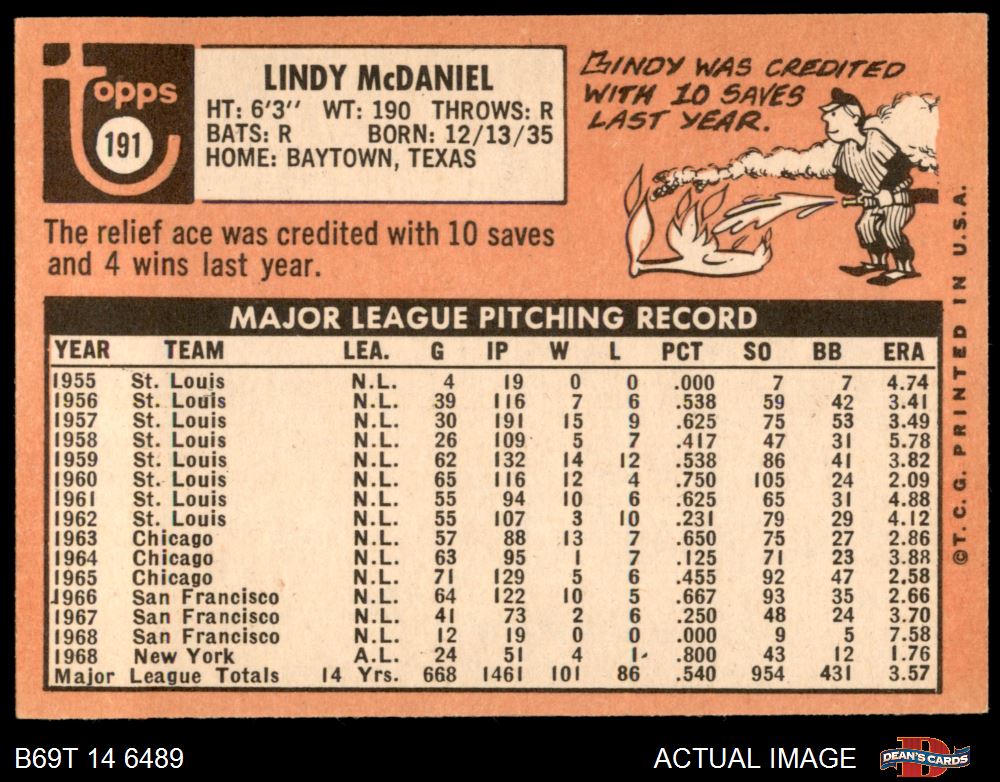 topps
191
LINDY McDANIEL
HT: 6'3" WT: 190 THROWS: R
BATS: R BORN: 12/13/35
HOME: BAYTOWN, TEXAS
LINDY WAS CREDITED
WITH 10 SAVES
LAST YEAR.
The relief ace was credited with 10 saves
and 4 wins last year.
MAJOR LEAGUE PITCHING RECORD
YEAR TEAM LEA. G IP W L PCT SO BB ERA
1955 St. Louis N.L. 4 19 0 0 .000 7 7 4.74
1956 St. Louis N.L. 39 116 7 6 .538 59 42 3.41
1957 St. Louis N.L. 30 191 15 9 .625 75 53 3.49
1958 St. Louis N.L. 26 109 5 7 .417 47 31 5.78
1959 St. Louis N.L. 62 132 14 12 .538 86 41 3.82
1960 St. Louis N.L. 65 116 12 4 .750 105 24 2.09
1961 St. Louis N.L. 55 94 10 6 .625 65 31 4.88
1962 St. Louis N.L. 55 107 3 10 .231 79 29 4.12
1963 Chicago N.L. 57 88 13 7 .650 75 27 2.86
1964 Chicago N.L. 63 95 1 7 .125 71 23 3.88
1965 Chicago N.L. 71 129 5 6 .455 92 47 2.58
1966 San Francisco N.L. 64 122 10 5 .667 93 35 2.66
1967 San Francisco N.L. 41 73 2 6 .250 48 24 3.70
1968 San Francisco N.L. 12 19 0 0 .000 9 5 7.58
1968 New York A.L. 24 51 4 1 .800 43 12 1.76
Major League Totals 14 Yrs. 668 1461 101 86 .540 954 431 3.57
©T.C.G. PRINTED IN U.S.A.
B69T 14 6489
ACTUAL IMAGE
DEAN'S CARDS